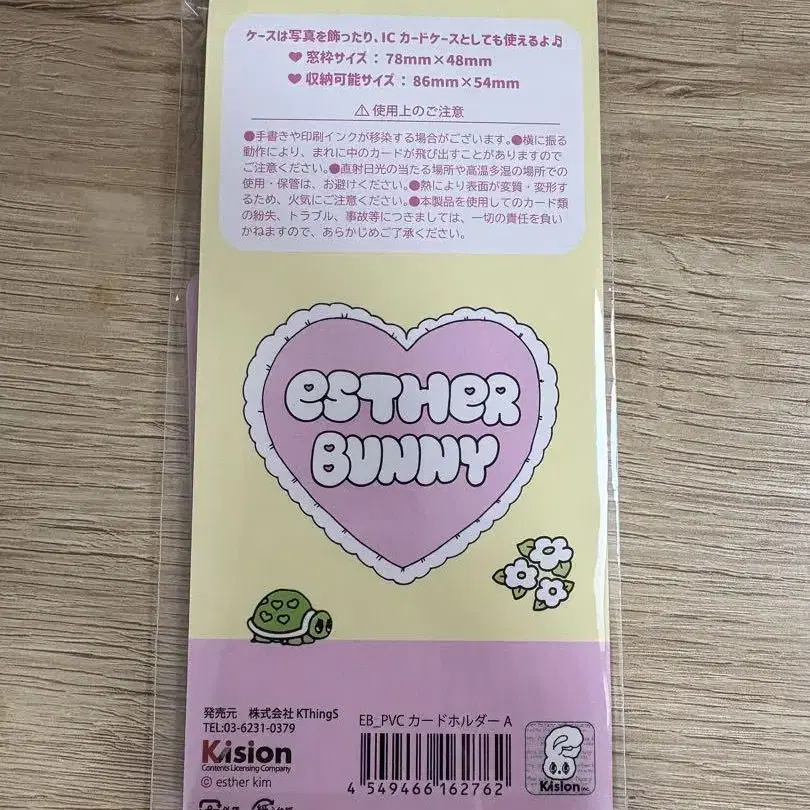 ケースは写真を飾ったり、ICカードケースとしても使えるよ♫
♥ 窓枠サイズ：78mm×48mm
♥ 収納可能サイズ：86mm×54mm
⚠使用上のご注意
●手書きや印刷インクが移染する場合がございます。●横に振る
動作により、まれに中のカードが飛び出すことがありますので
ご注意ください。●直射日光の当たる場所や高温多湿の場所での
使用・保管は、お避けください。●熱により表面が変質・変形す
るため、火気にご注意ください。●本製品を使用してのカード類
の紛失、トラブル、事故等につきましては、一切の責任を負い
かねますので、あらかじめご了承ください。
ESTHER
BUNNY
発売元 株式会社 KThingS
TEL:03-6231-0379
Kiision
Contents Licensing Company
© esther kim
EB_PVC カードホルダー A
4 549466 162762
Kiision INC.